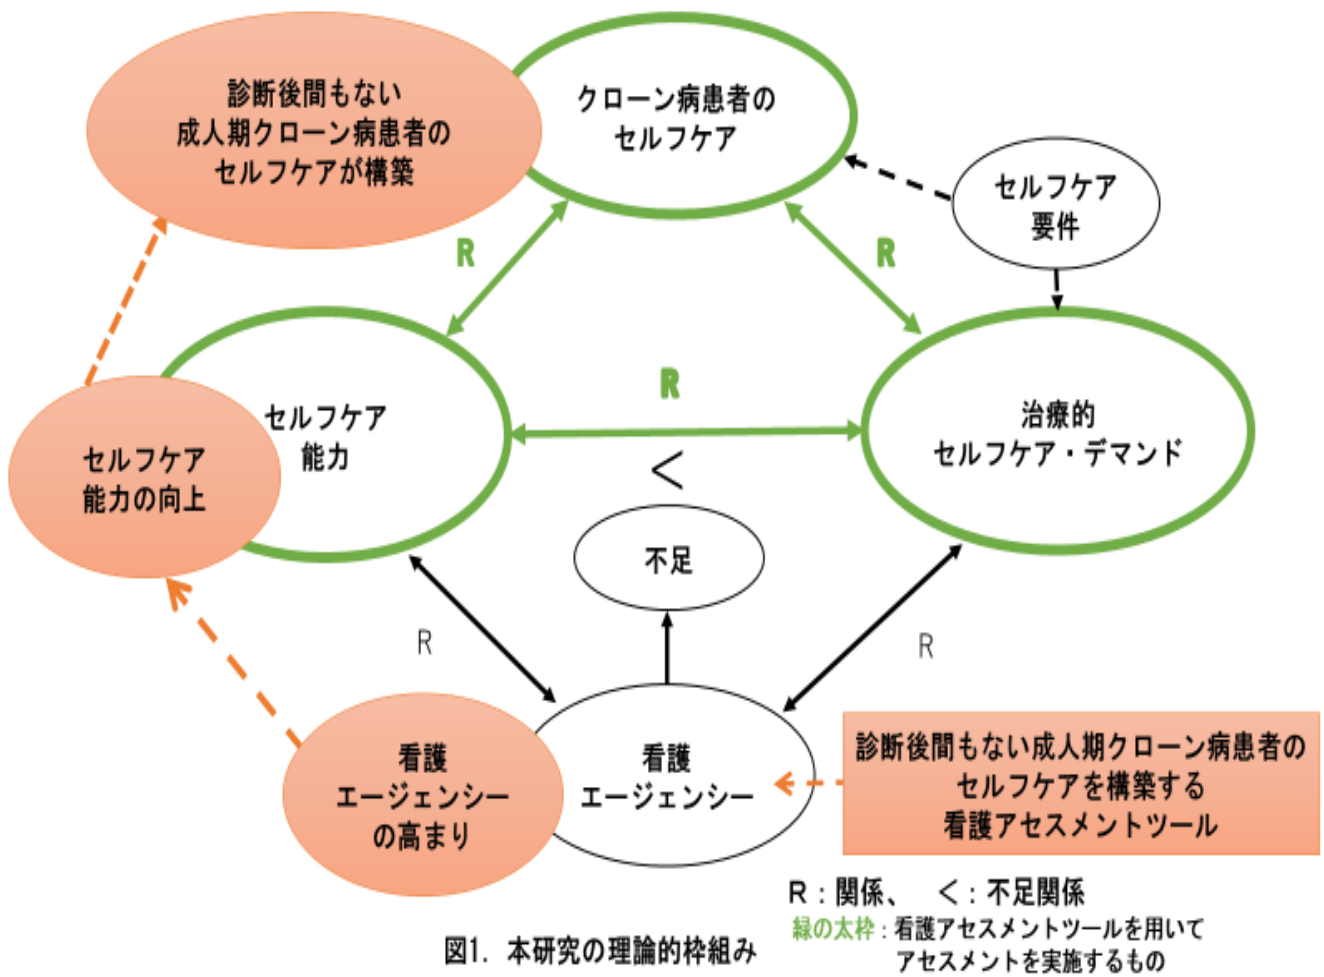 診断後間もない
成人期クローン病患者の
セルフケアが構築
クローン病患者の
セルフケア
セルフケア
要件
R
R
R
セルフケア
能力
セルフケア
能力の向上
治療的
セルフケア・デマンド
<
不足
R
R
看護
エージェンシー
の高まり
看護
エージェンシー
診断後間もない成人期クローン病患者の
セルフケアを構築する
看護アセスメントツール
R：関係、 <：不足関係
緑の太枠：看護アセスメントツールを用いて
アセスメントを実施するもの
図1. 本研究の理論的枠組み